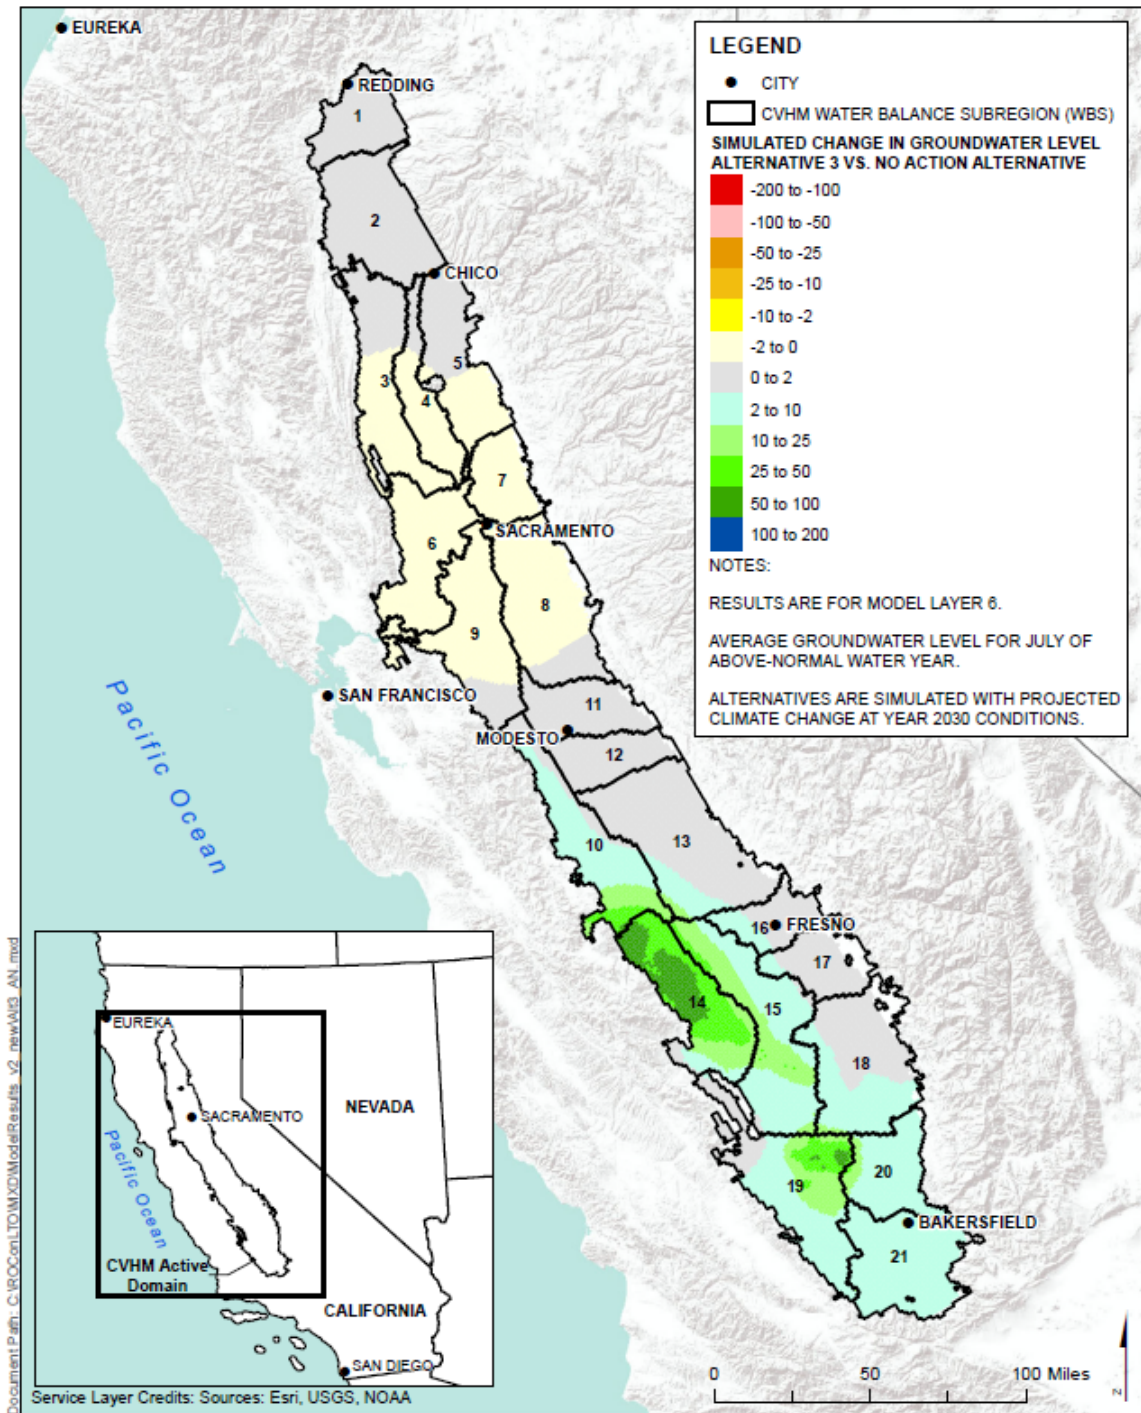 EUREKA
REDDING
1
2
CHICO
5
3
4
7
SACRAMENTO
6
8
9
SAN FRANCISCO
11
MODESTO
12
10
13
16
FRESNO
17
14
15
18
19
20
BAKERSFIELD
21
Pacific Ocean
LEGEND
CITY
CVHM WATER BALANCE SUBREGION (WBS)
SIMULATED CHANGE IN GROUNDWATER LEVEL
ALTERNATIVE 3 VS. NO ACTION ALTERNATIVE
-200 to -100
-100 to -50
-50 to -25
-25 to -10
-10 to -2
-2 to 0
0 to 2
2 to 10
10 to 25
25 to 50
50 to 100
100 to 200
NOTES:
RESULTS ARE FOR MODEL LAYER 6.
AVERAGE GROUNDWATER LEVEL FOR JULY OF
ABOVE-NORMAL WATER YEAR.
ALTERNATIVES ARE SIMULATED WITH PROJECTED
CLIMATE CHANGE AT YEAR 2030 CONDITIONS.
EUREKA
SACRAMENTO
NEVADA
Pacific Ocean
CVHM Active
Domain
CALIFORNIA
SAN DIEGO
Service Layer Credits: Sources: Esri, USGS, NOAA
0 50 100 Miles
Z
Document Path: C:\ROConLTO\MXD\ModelResults_v2_new\Alt3_AN.mxd